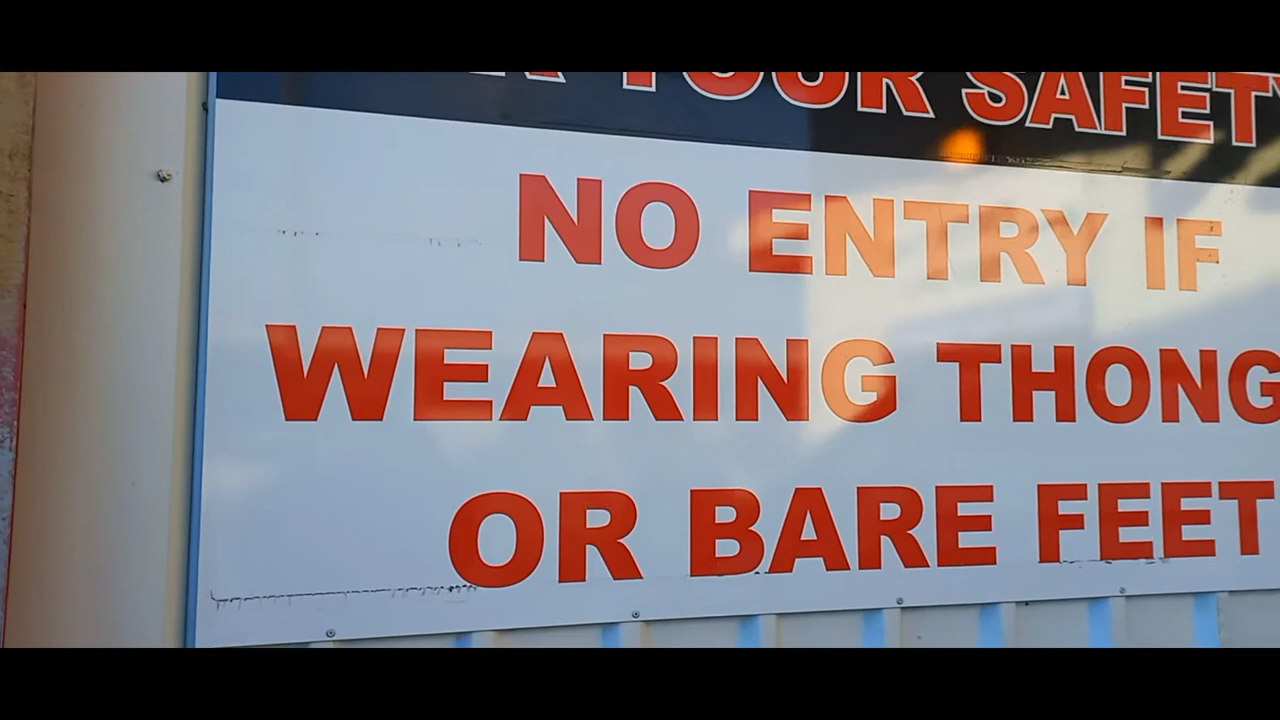 YOUR SAFETY
NO ENTRY IF
WEARING THONG
OR BARE FEET